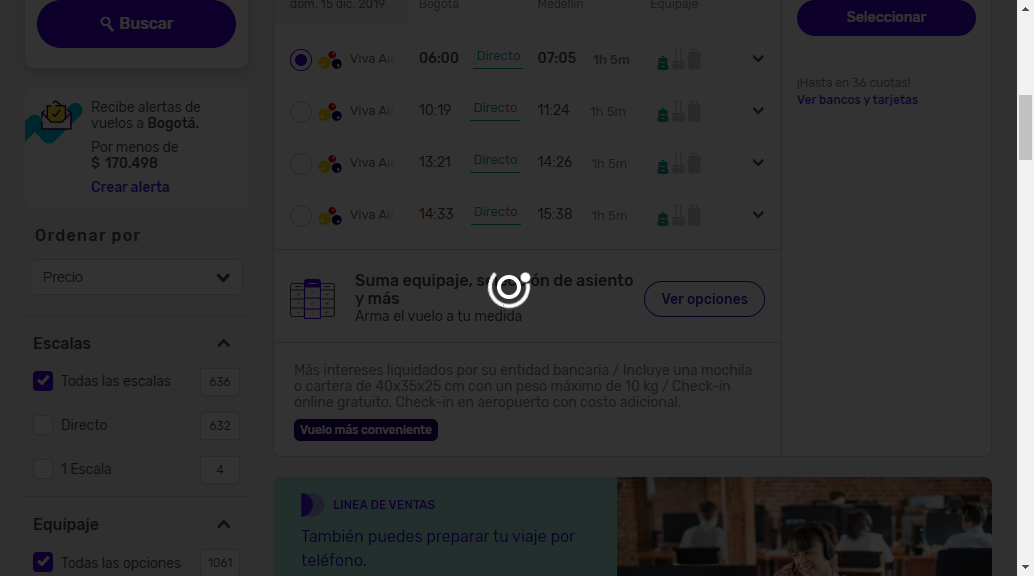 Buscar
Recibe alertas de
vuelos a Bogotá.
Por menos de
$ 170.498
Crear alerta
Ordenar por
Precio
Escalas
Todas las escalas 636
Directo 632
1 Escala 4
Equipaje
Todas las opciones 1061
dom. 15 dic. 2019 Bogotá Medellín Equipaje
Viva Air 06:00 Directo 07:05 1h 5m
Viva Air 10:19 Directo 11:24 1h 5m
Viva Air 13:21 Directo 14:26 1h 5m
Viva Air 14:33 Directo 15:38 1h 5m
Suma equipaje, selección de asiento
y más
Arma el vuelo a tu medida
Ver opciones
Más intereses liquidados por su entidad bancaria / Incluye una mochila
o cartera de 40x35x25 cm con un peso máximo de 10 kg / Check-in
online gratuito. Check-in en aeropuerto con costo adicional.
Vuelo más conveniente
Seleccionar
¡Hasta en 36 cuotas!
Ver bancos y tarjetas
LINEA DE VENTAS
También puedes preparar tu viaje por
teléfono.